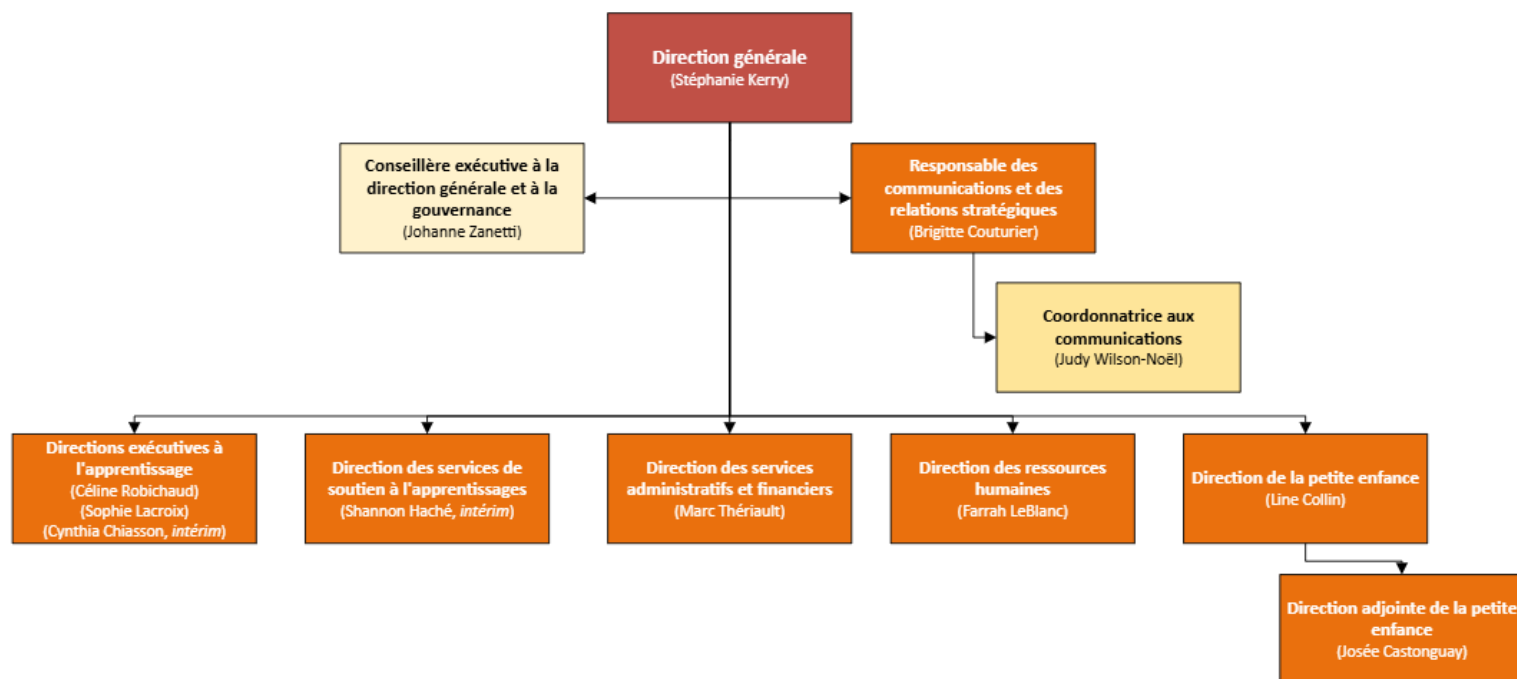 Direction générale
(Stéphanie Kerry)
Conseillère exécutive à la
direction générale et à la
gouvernance
(Johanne Zanetti)
Responsable des
communications et des
relations stratégiques
(Brigitte Couturier)
Coordonnatrice aux
communications
(Judy Wilson-Noël)
Directions exécutives à
l'apprentissage
(Céline Robichaud)
(Sophie Lacroix)
(Cynthia Chiasson, intérim)
Direction des services de
soutien à l'apprentissages
(Shannon Haché, intérim)
Direction des services
administratifs et financiers
(Marc Thériault)
Direction des ressources
humaines
(Farrah LeBlanc)
Direction de la petite enfance
(Line Collin)
Direction adjointe de la petite
enfance
(Josée Castonguay)